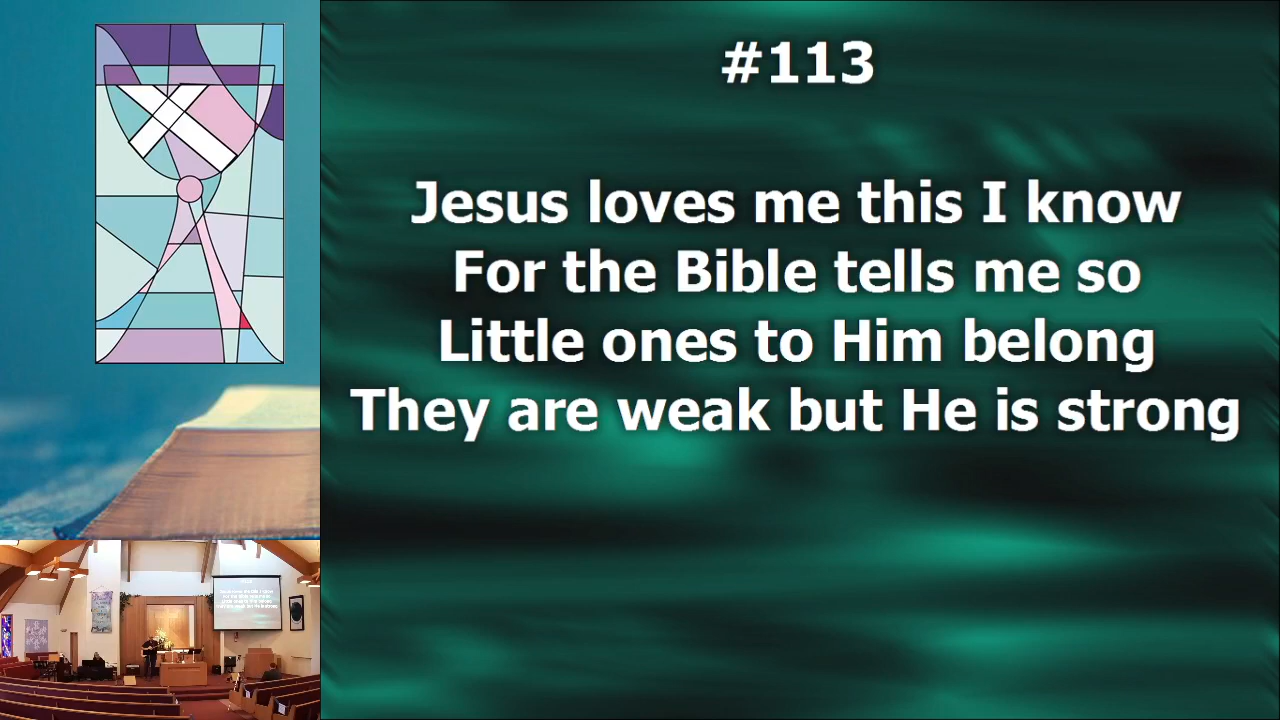 #113
Jesus loves me this I know
For the Bible tells me so
Little ones to Him belong
They are weak but He is strong